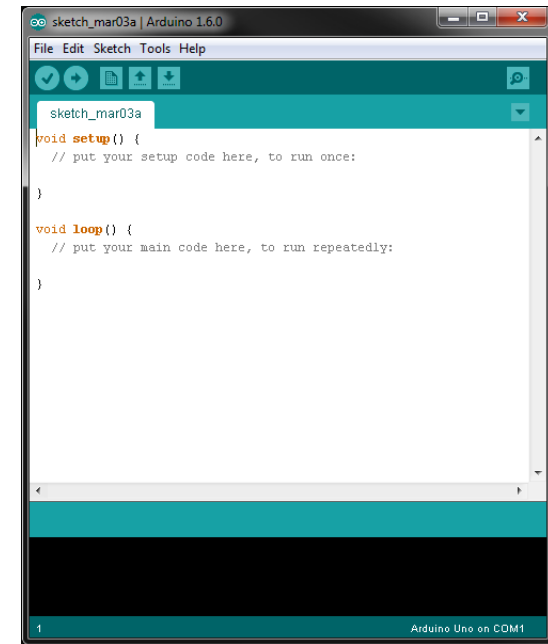 sketch_mar03a | Arduino 1.6.0
File Edit Sketch Tools Help
sketch_mar03a
void setup() {
  // put your setup code here, to run once:
}
void loop() {
  // put your main code here, to run repeatedly:
}
1 Arduino Uno on COM1